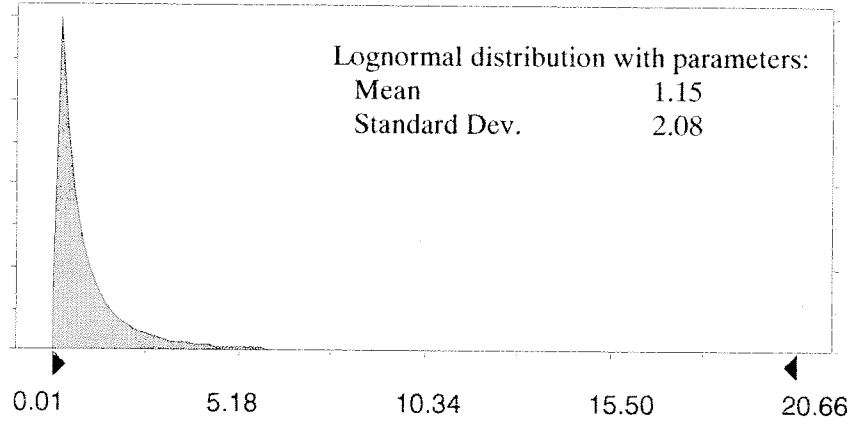 Lognormal distribution with parameters:
Mean 1.15
Standard Dev. 2.08
0.01 5.18 10.34 15.50 20.66